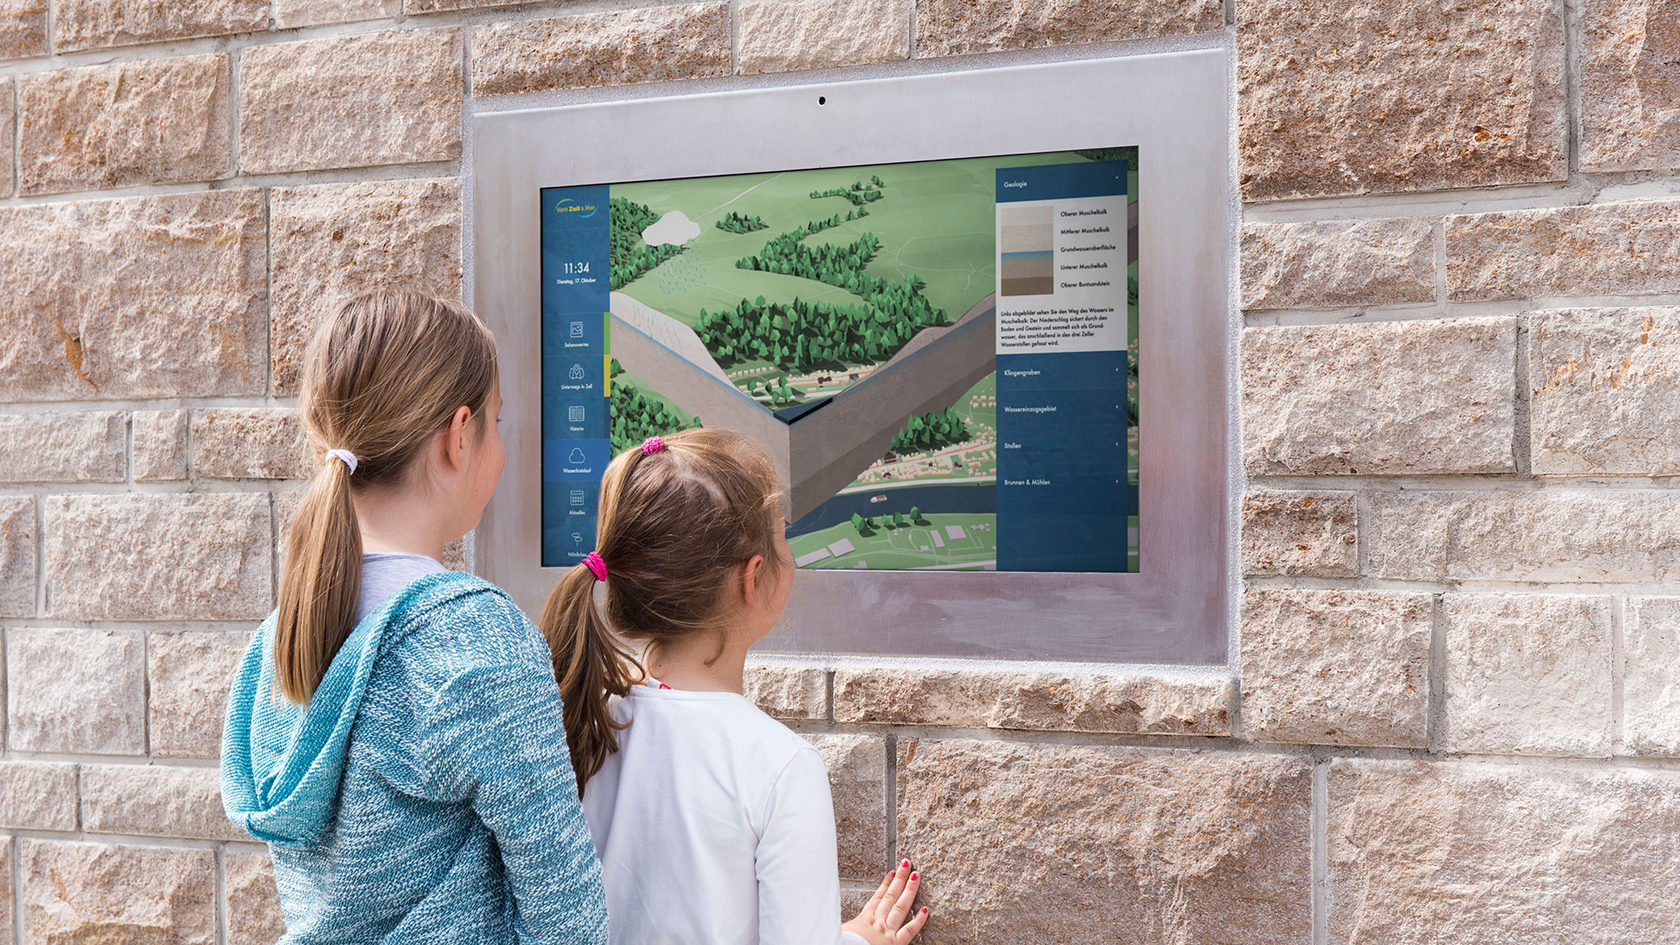 Markt Zell a. Main
11:34
Dienstag, 17. Oktober
Sehenswertes
Unterwegs in Zell
Historie
Wasserkreislauf
Aktuelles
Nützliches
Geologie
Oberer Muschelkalk
Mittlerer Muschelkalk
Grundwasseroberfläche
Unterer Muschelkalk
Oberer Buntsandstein
Links abgebildet sehen Sie den Weg des Wassers im
Muschelkalk: Der Niederschlag sickert durch den
Boden und Gestein und sammelt sich als Grund-
wasser, das anschließend in den drei Zeller
Wasserstollen gefasst wird.
Klingengraben
Wassereinzugsgebiet
Stollen
Brunnen & Mühlen